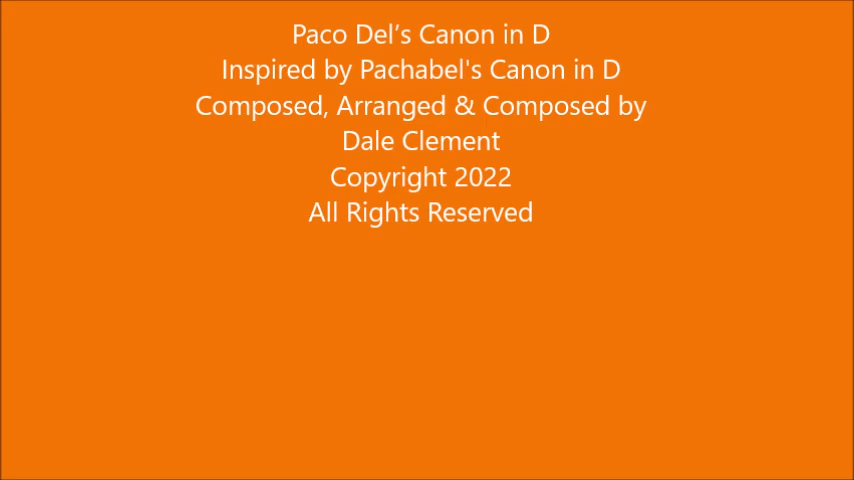 Paco Del’s Canon in D
Inspired by Pachabel's Canon in D
Composed, Arranged & Composed by
Dale Clement
Copyright 2022
All Rights Reserved